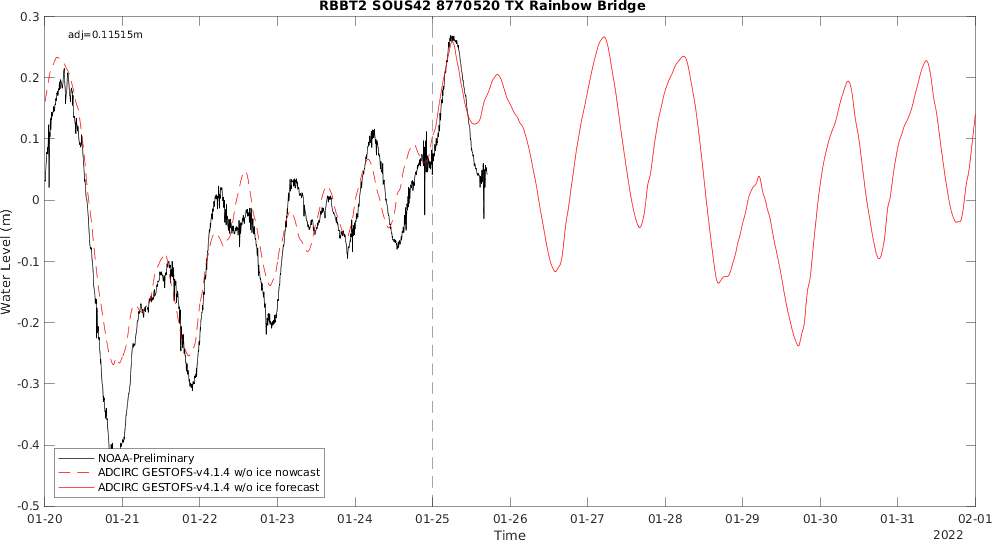 RBBT2 SOUS42 8770520 TX Rainbow Bridge
adj=0.11515m
0.3
0.2
0.1
0
-0.1
-0.2
-0.3
-0.4
-0.5
Water Level (m)
NOAA-Preliminary
ADCIRC GESTOFS-v4.1.4 w/o ice nowcast
ADCIRC GESTOFS-v4.1.4 w/o ice forecast
01-20 01-21 01-22 01-23 01-24 01-25 01-26 01-27 01-28 01-29 01-30 01-31 02-01
Time
2022